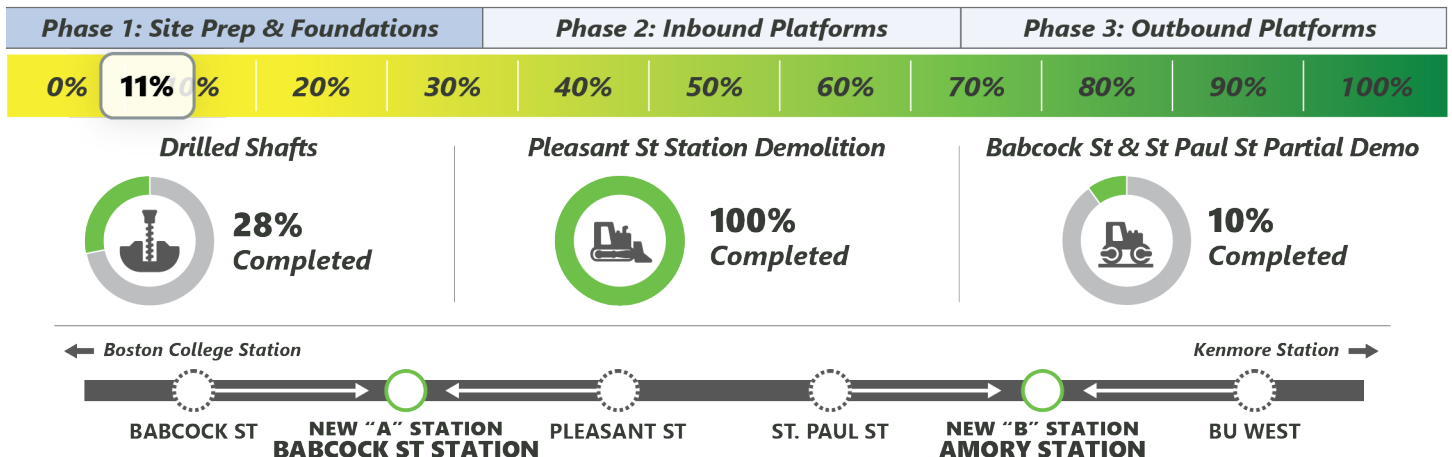 Phase 1: Site Prep & Foundations
Phase 2: Inbound Platforms
Phase 3: Outbound Platforms
0% 11% 10% 20% 30% 40% 50% 60% 70% 80% 90% 100%
Drilled Shafts
28%
Completed
Pleasant St Station Demolition
100%
Completed
Babcock St & St Paul St Partial Demo
10%
Completed
Boston College Station
Kenmore Station
BABCOCK ST
NEW “A” STATION
BABCOCK ST STATION
PLEASANT ST
ST. PAUL ST
NEW “B” STATION
AMORY STATION
BU WEST